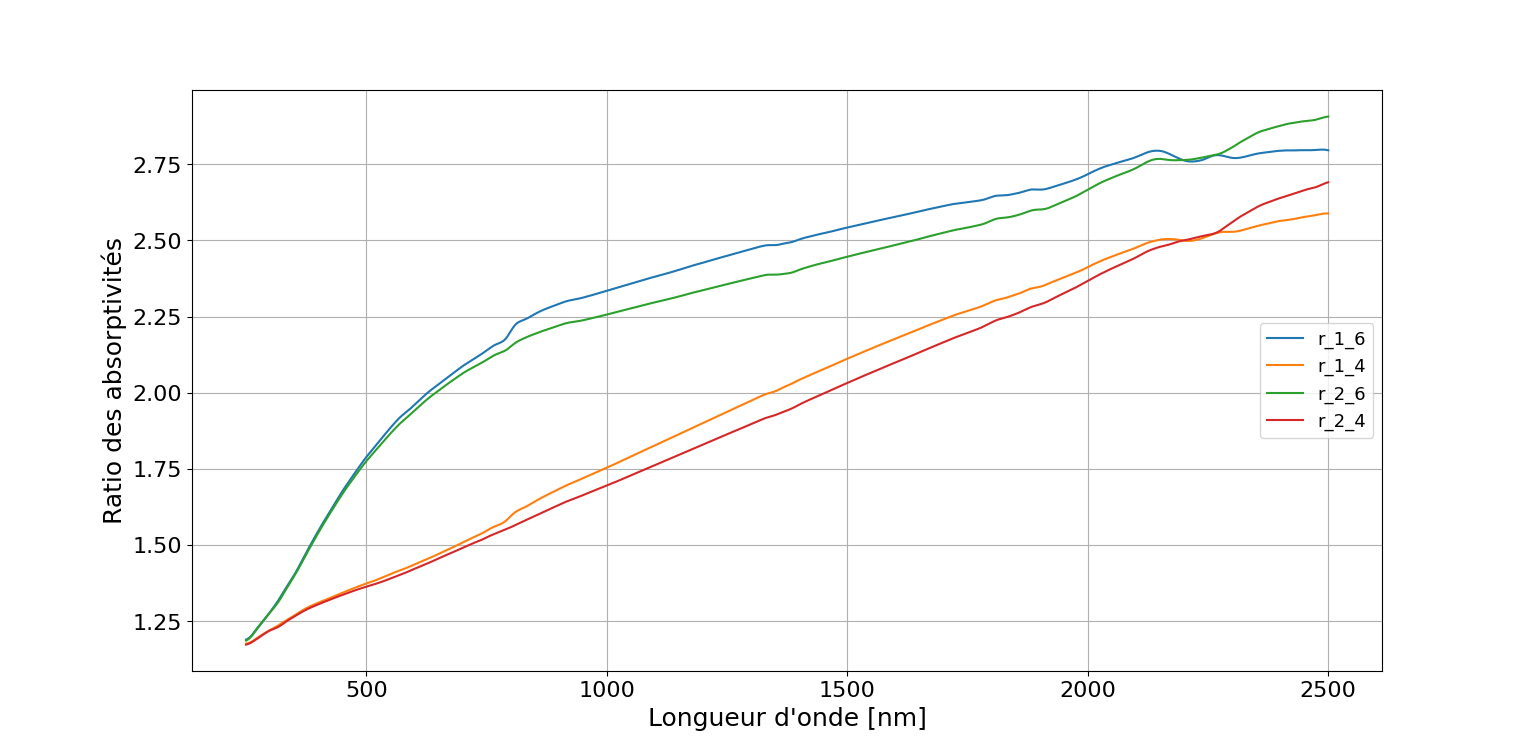 Ratio des absorptivités
2.75
2.50
2.25
2.00
1.75
1.50
1.25
r_1_6
r_1_4
r_2_6
r_2_4
500 1000 1500 2000 2500
Longueur d'onde [nm]